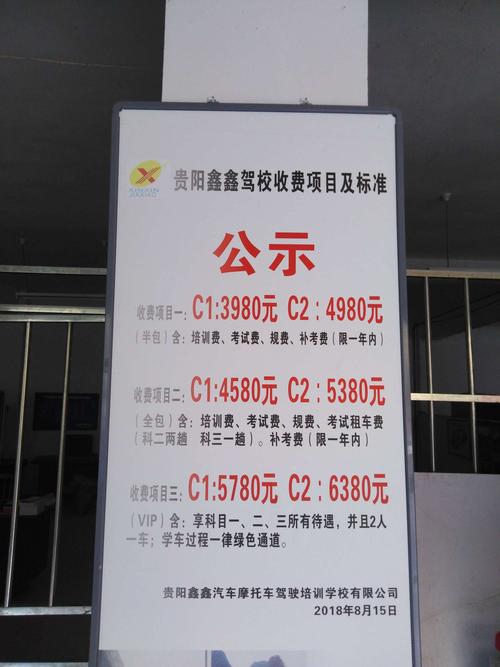 XINXIN
JIAXIAO
贵阳鑫鑫驾校收费项目及标准
公示
收费项目一：C1:3980元 C2：4980元
（半包）含：培训费、考试费、规费、补考费（限一年内）
收费项目二：C1:4580元 C2：5380元
（全包）含：培训费、考试费、规费、考试租车费
（科二两趟 科三一趟）。补考费（限一年内）
收费项目三：C1:5780元 C2：6380元
（VIP）含：享科目一、二、三所有待遇，并且2人
一车；学车过程一律绿色通道。
贵阳鑫鑫汽车摩托车驾驶培训学校有限公司
2018年8月15日